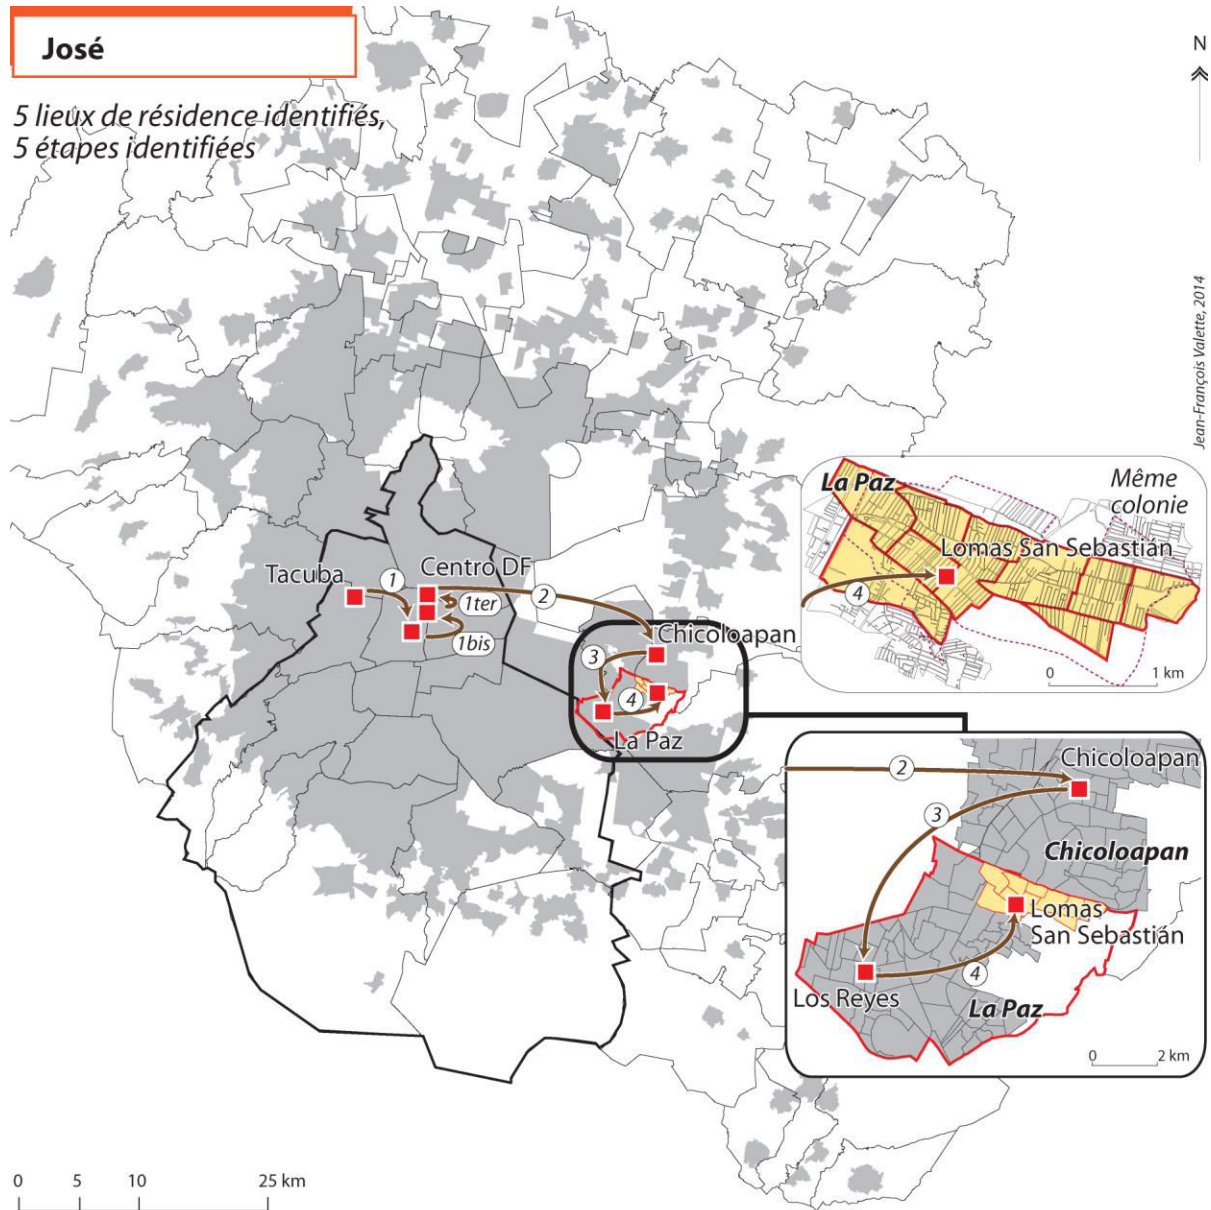 José
5 lieux de résidence identifiés,
5 étapes identifiées
N
Jean-François Valette, 2014
La Paz
Même
colonie
Lomas San Sebastián
4
0 1 km
Tacuba
1
Centro DF
1ter
1bis
2
Chicoloapan
3
4
La Paz
2
Chicoloapan
3
Chicoloapan
Lomas
San Sebastián
4
Los Reyes
La Paz
0 2 km
0 5 10 25 km